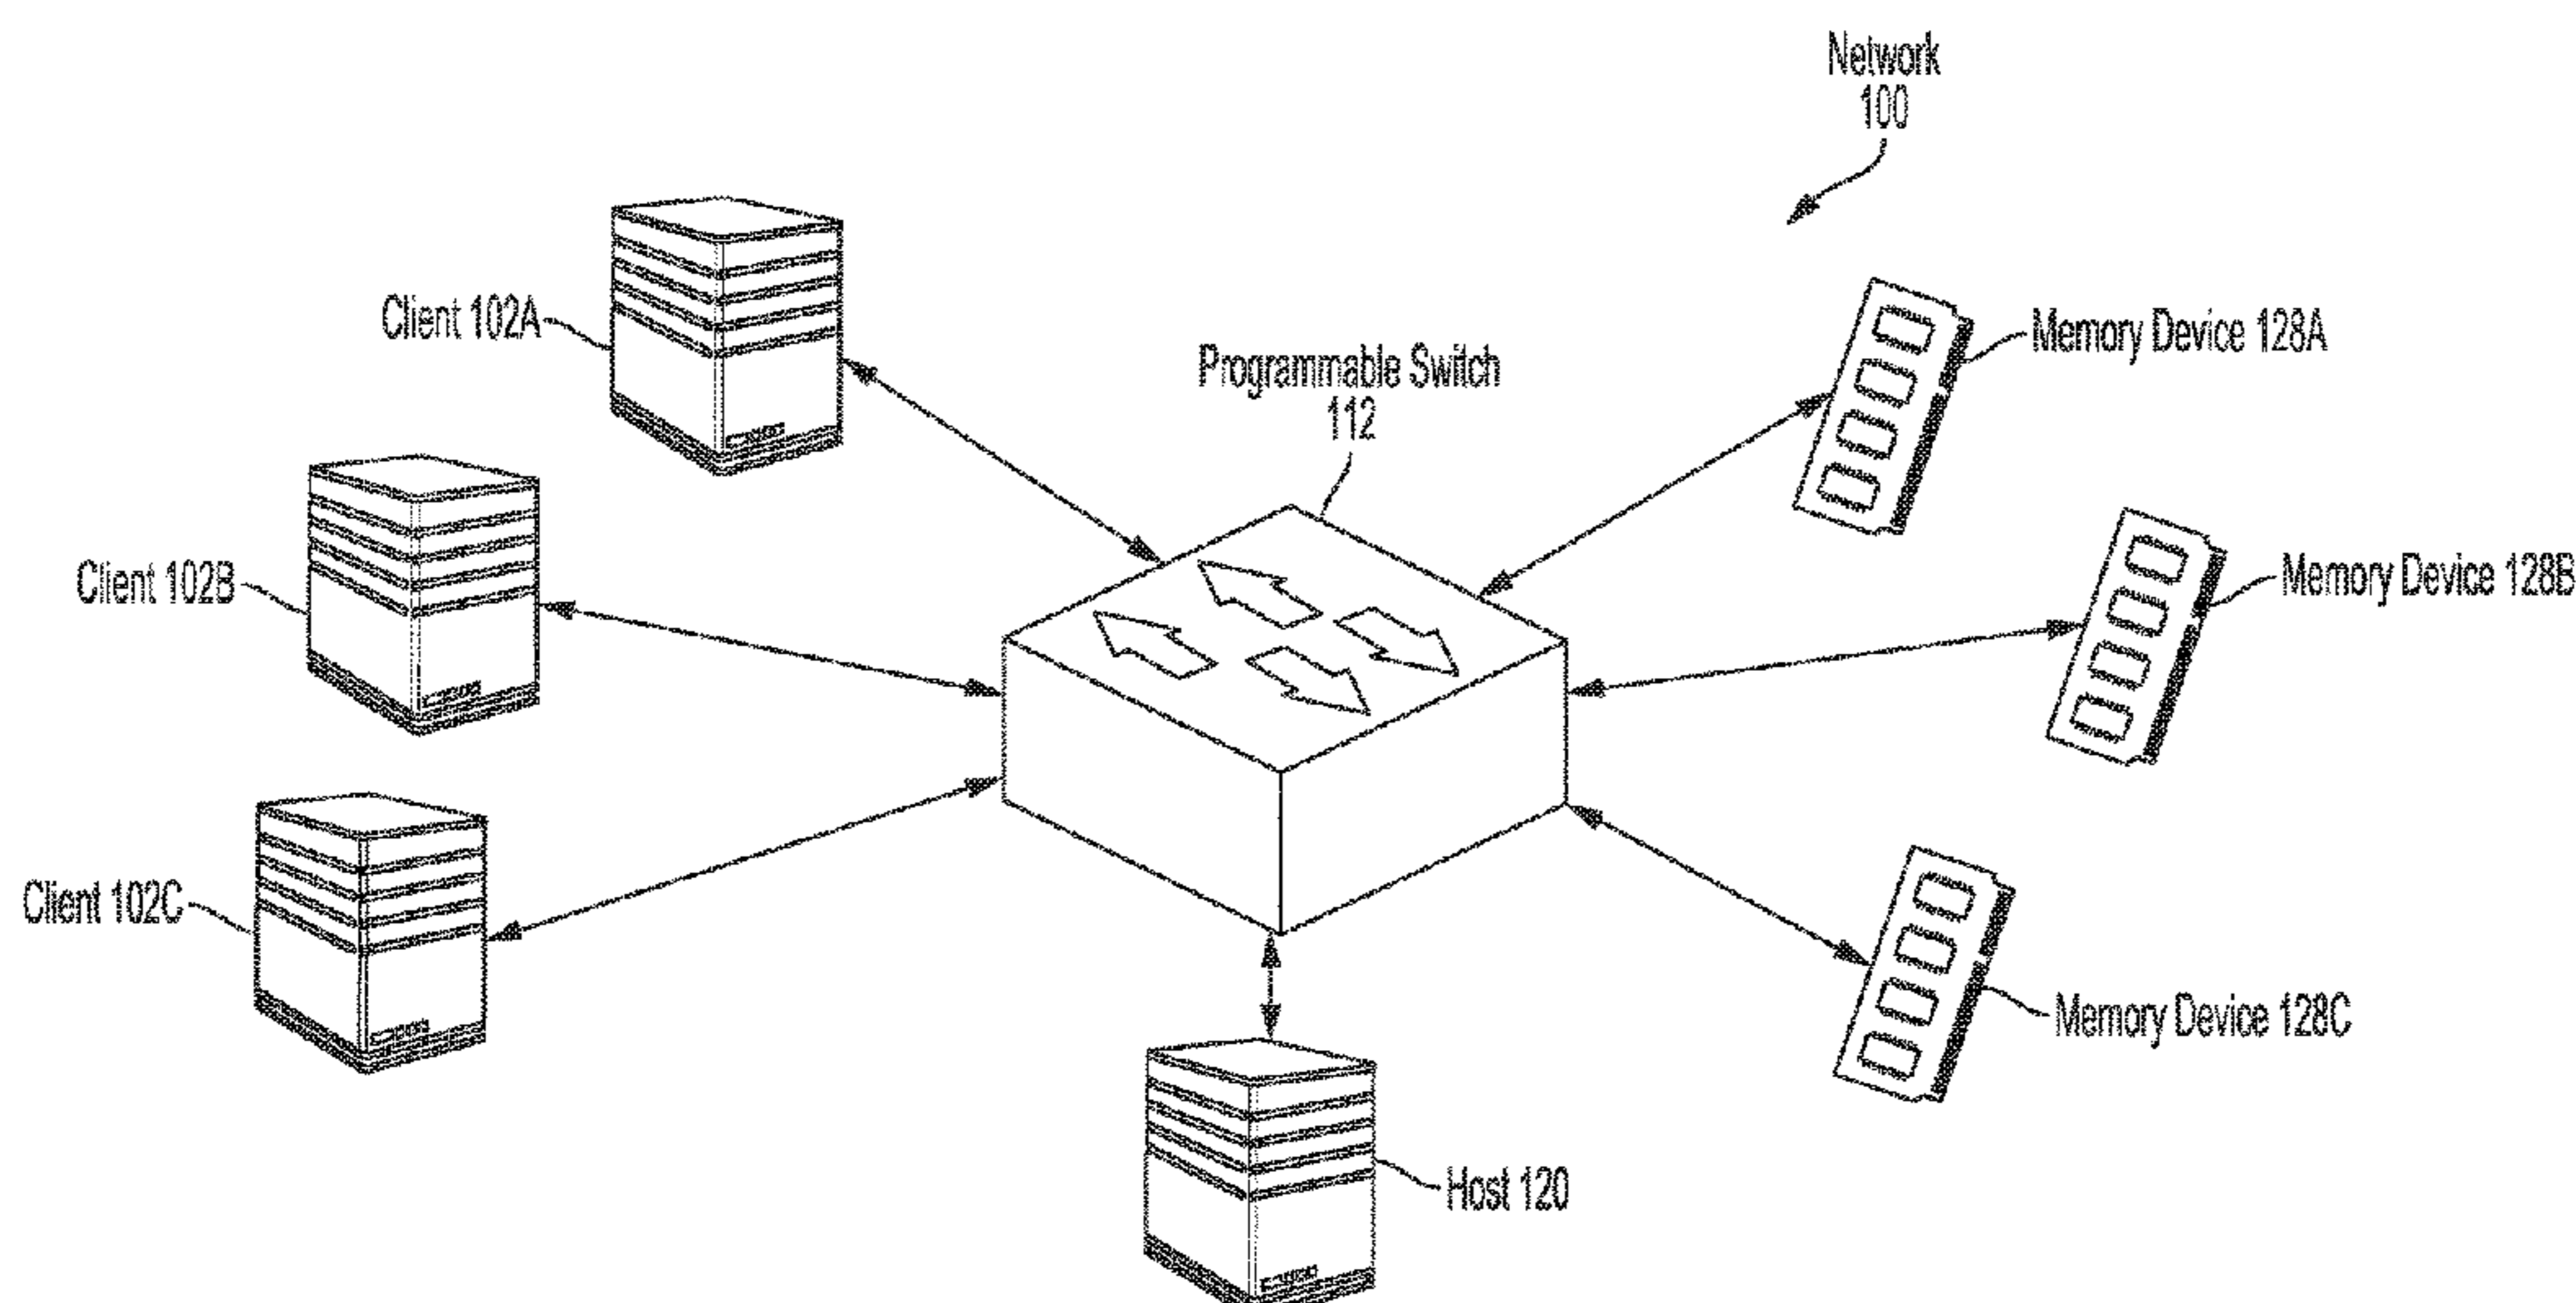 Network
100
Client 102A
Programmable Switch
112
Memory Device 128A
Client 102B
Memory Device 128B
Client 102C
Memory Device 128C
Host 120